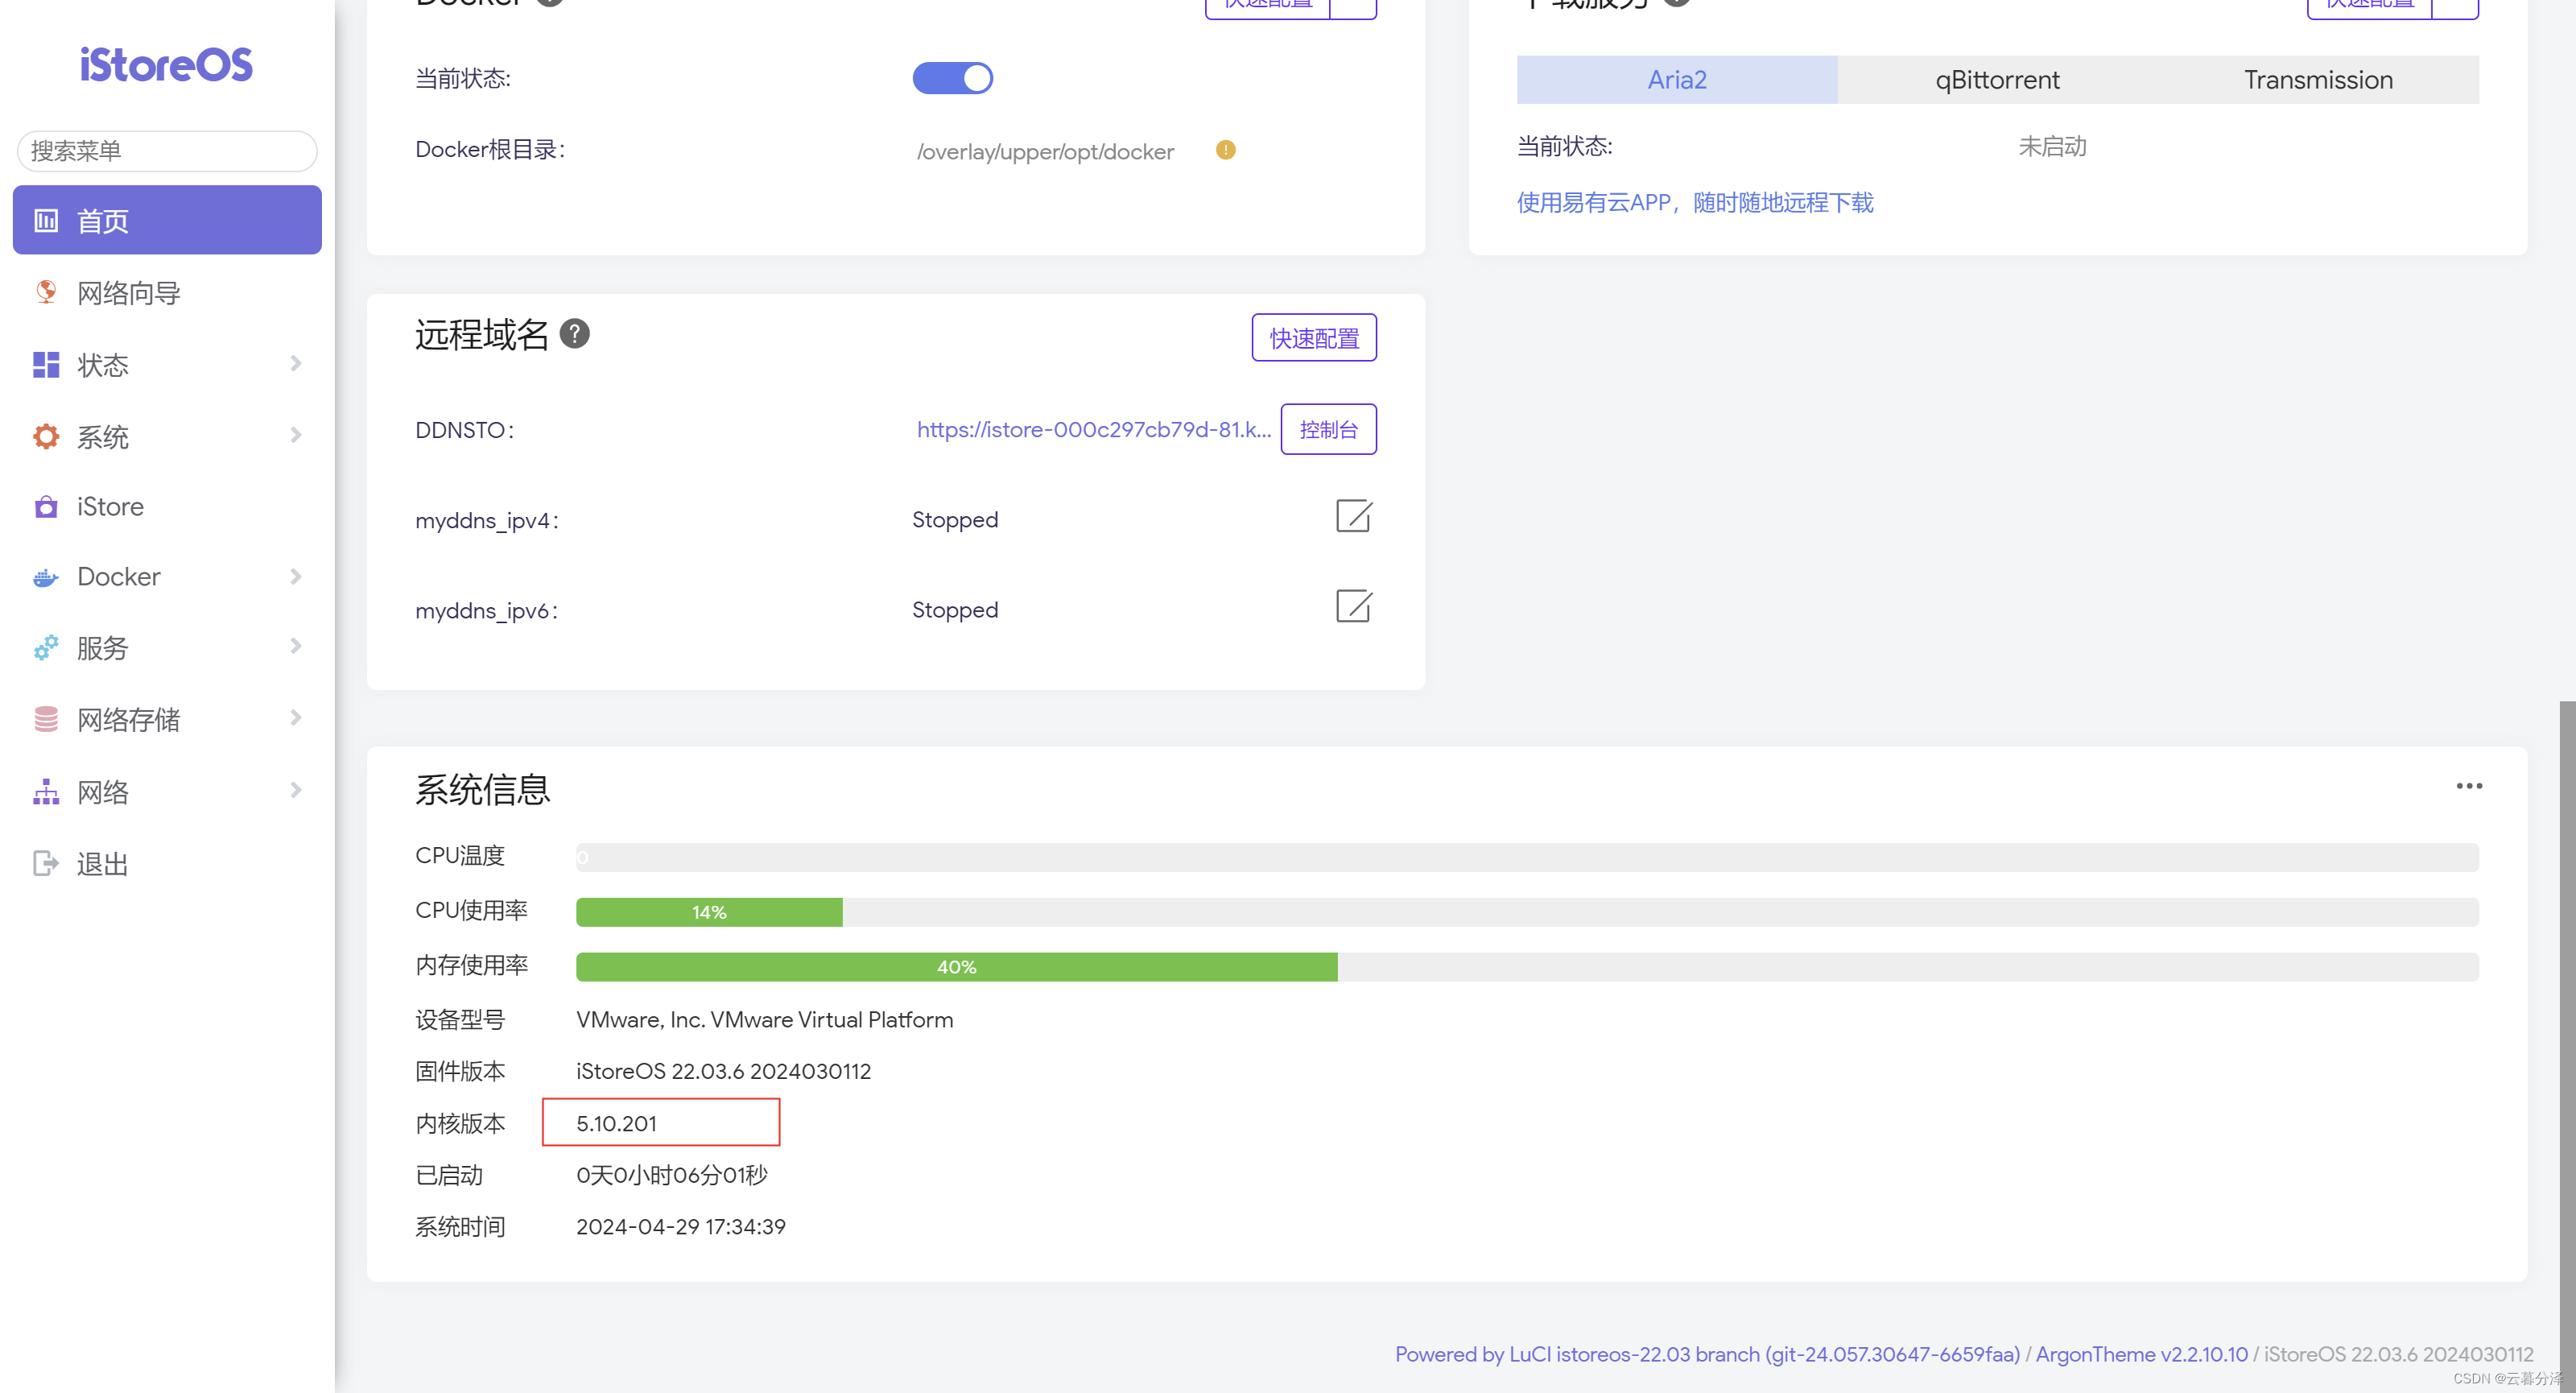 iStoreOS
搜索菜单
首页
网络向导
状态
系统
iStore
Docker
服务
网络存储
网络
退出
Docker
快速配置
当前状态:
Docker根目录:
/overlay/upper/opt/docker
下载服务
快速配置
Aria2 qBittorrent Transmission
当前状态: 未启动
使用易有云APP，随时随地远程下载
远程域名
快速配置
DDNSTO: https://istore-000c297cb79d-81.k... 控制台
myddns_ipv4: Stopped
myddns_ipv6: Stopped
系统信息
CPU温度 0
CPU使用率 14%
内存使用率 40%
设备型号 VMware, Inc. VMware Virtual Platform
固件版本 iStoreOS 22.03.6 2024030112
内核版本 5.10.201
已启动 0天0小时06分01秒
系统时间 2024-04-29 17:34:39
Powered by LuCI istoreos-22.03 branch (git-24.057.30647-6659faa) / ArgonTheme v2.2.10.10 / iStoreOS 22.03.6 2024030112
CSDN @云暮分泽